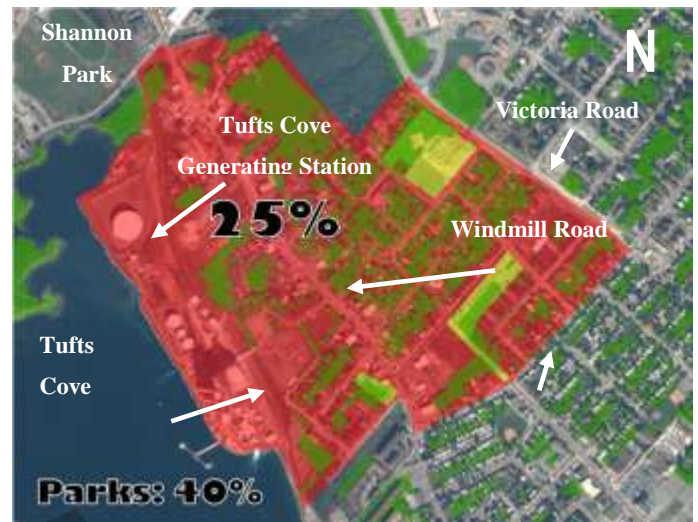 Shannon
Park
N
Victoria Road
Tufts Cove
Generating Station
25%
Windmill Road
Tufts
Cove
Parks: 40%